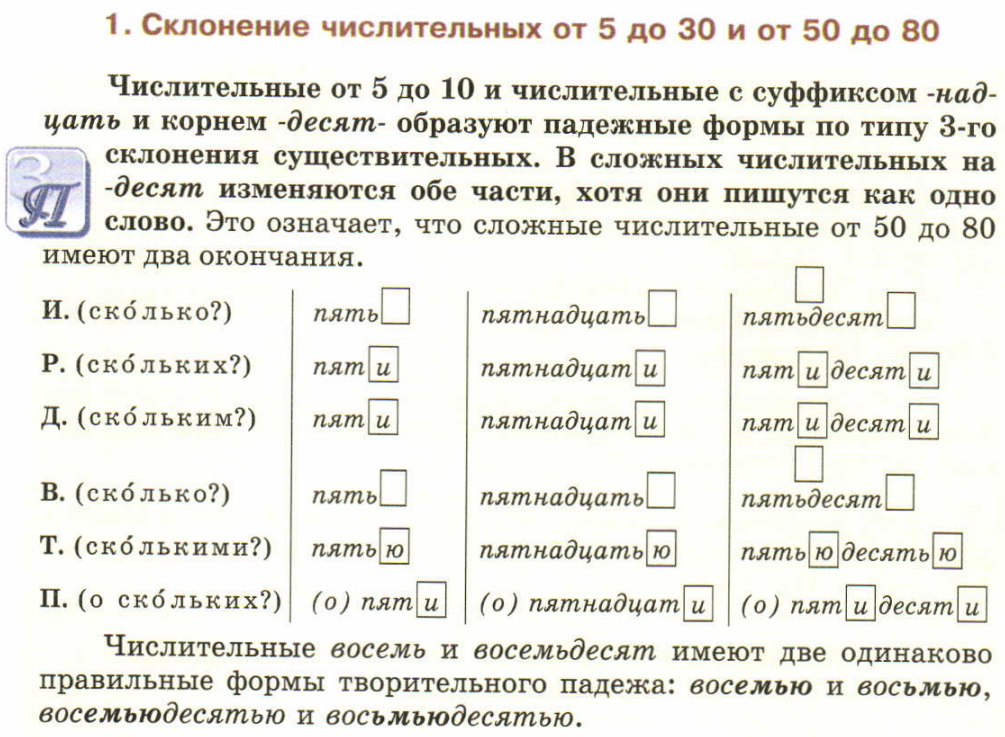 1. Склонение числительных от 5 до 30 и от 50 до 80
Числительные от 5 до 10 и числительные с суффиксом -над-
цать и корнем -десят- образуют падежные формы по типу 3-го
склонения существительных. В сложных числительных на
-десят изменяются обе части, хотя они пишутся как одно
слово. Это означает, что сложные числительные от 50 до 80
имеют два окончания.
И. (ско́лько?) пять пятнадцать пятьдесят
Р. (ско́льких?) пяти пятнадцати пятидесяти
Д. (ско́льким?) пяти пятнадцати пятидесяти
В. (ско́лько?) пять пятнадцать пятьдесят
Т. (ско́лькими?) пятью пятнадцатью пятьюдесятью
П. (о ско́льких?) (о) пяти (о) пятнадцати (о) пятидесяти
Числительные восемь и восемьдесят имеют две одинаково
правильные формы творительного падежа: восемью и восьмью,
восемьюдесятью и восьмьюдесятью.